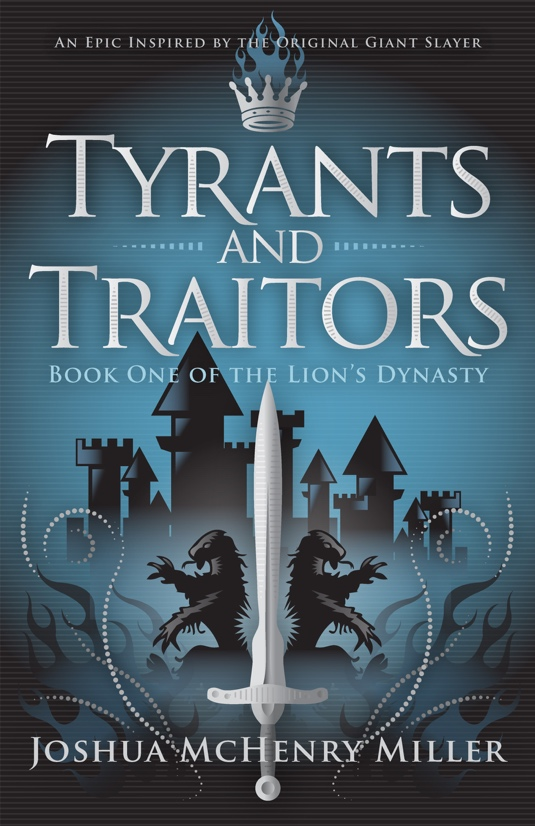 An Epic Inspired by the Original Giant Slayer
Tyrants
and
Traitors
Book One of the Lion's Dynasty
Joshua McHenry Miller